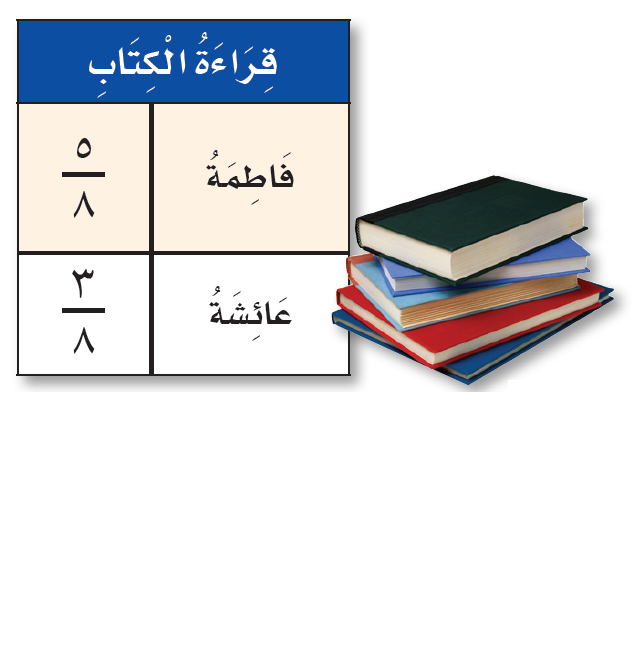 قِرَاءَةُ الْكِتَابِ
فَاطِمَةُ ٥/٨
عَائِشَةُ ٣/٨